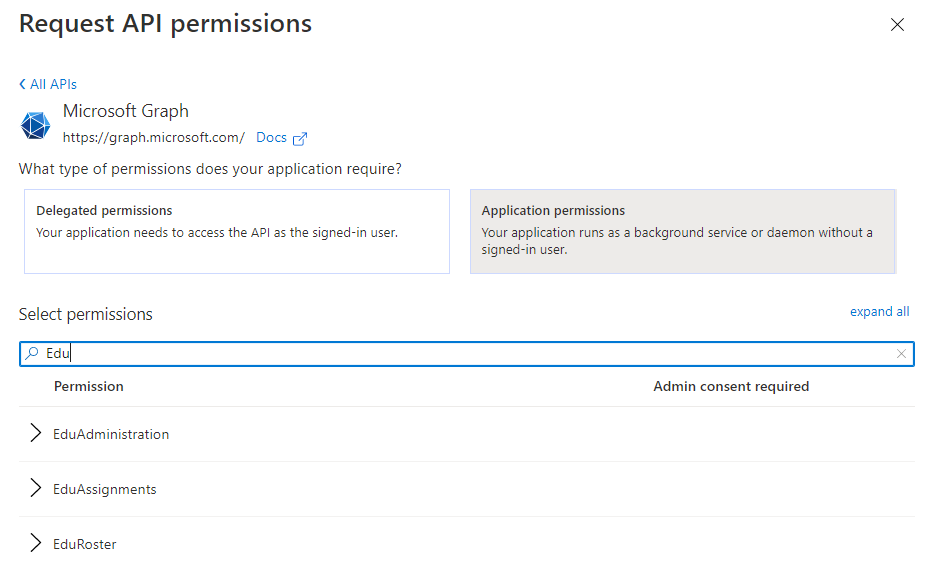 Request API permissions
All APIs
Microsoft Graph
https://graph.microsoft.com/ Docs
What type of permissions does your application require?
Delegated permissions
Your application needs to access the API as the signed-in user.
Application permissions
Your application runs as a background service or daemon without a
signed-in user.
Select permissions
expand all
Edu
Permission
Admin consent required
EduAdministration
EduAssignments
EduRoster